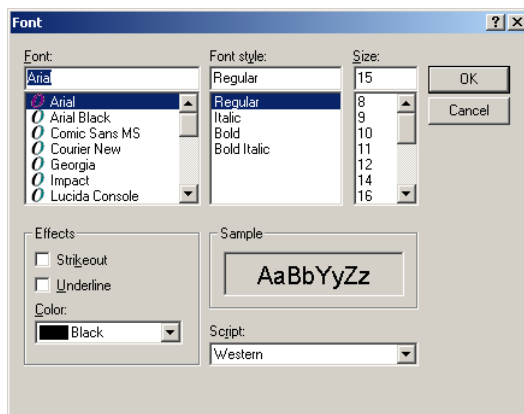 Font
Font:
Font style:
Size:
Arial
Regular
15
OK
Cancel
Arial
Arial Black
Comic Sans MS
Courier New
Georgia
Impact
Lucida Console
Regular
Italic
Bold
Bold Italic
8
9
10
11
12
14
16
Effects
Strikeout
Underline
Color:
Black
Sample
AaBbYyZz
Script:
Western